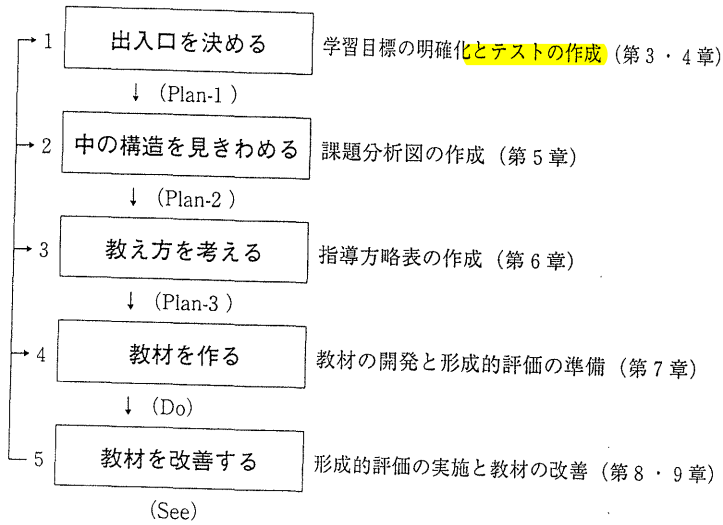 1 出入口を決める 学習目標の明確化とテストの作成 (第3・4章)
↓ (Plan-1)
2 中の構造を見きわめる 課題分析図の作成 (第5章)
↓ (Plan-2)
3 教え方を考える 指導方略表の作成 (第6章)
↓ (Plan-3)
4 教材を作る 教材の開発と形成的評価の準備 (第7章)
↓ (Do)
5 教材を改善する 形成的評価の実施と教材の改善 (第8・9章)
(See)